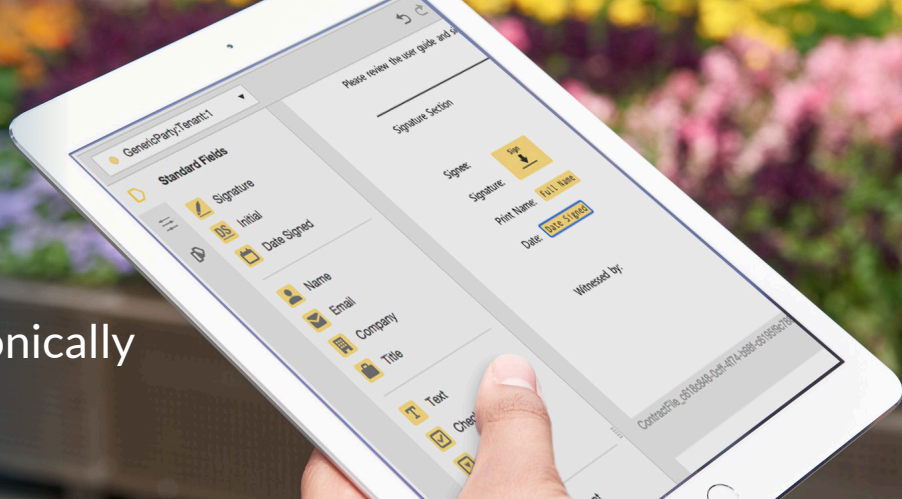 onically
GenericParty:Tenant:1
Standard Fields
Signature
DS Initial
Date Signed
Name
Email
Company
Title
T Text
Chec
Please review the user guide and s
Signature Section
Signee:
Sign
Signature:
Print Name: Full Name
Date: Date Signed
Witnessed by: